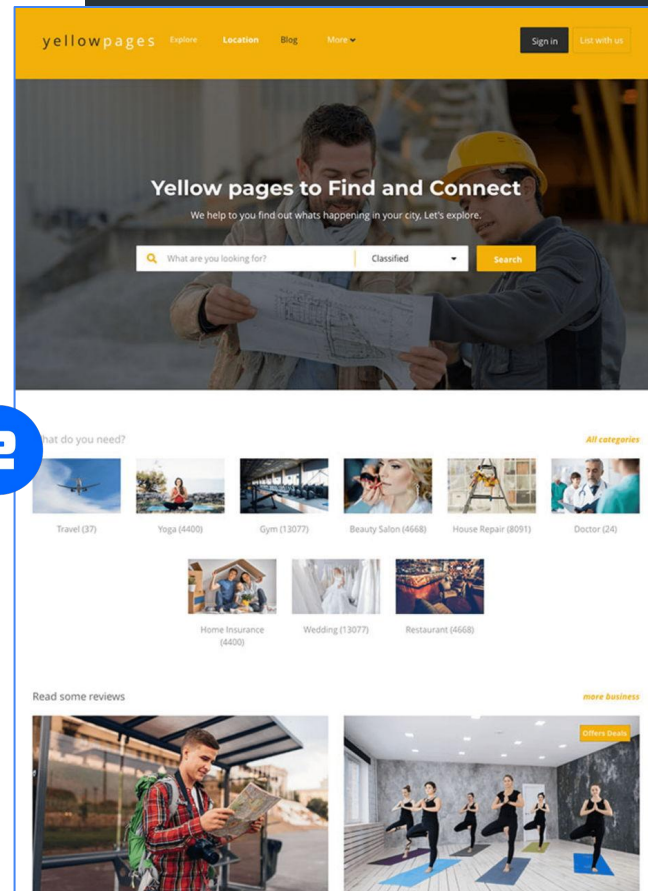 yellowpages Explore Location Blog More Sign in List with us
Yellow pages to Find and Connect
We help to you find out whats happening in your city, Let's explore.
What are you looking for? Classified Search
hat do you need? All categories
Travel (37) Yoga (4400) Gym (13077) Beauty Salon (4668) House Repair (8091) Doctor (24)
Home Insurance
(4400)
Wedding (13077) Restaurant (4668)
Read some reviews more business
Offers Deals